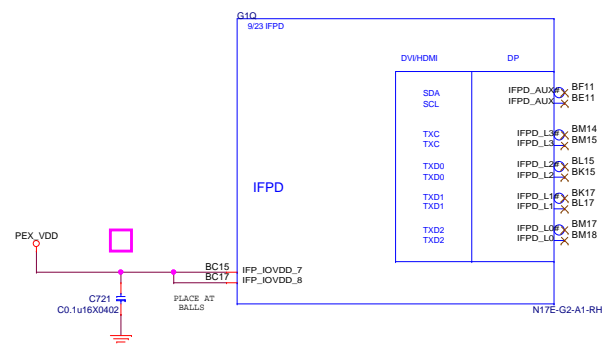 G1Q
9/23 IFPD
DVI/HDMI DP
SDA IFPD_AUX# BF11
SCL IFPD_AUX BE11
TXC IFPD_L3# BM14
TXC IFPD_L3 BM15
TXD0 IFPD_L2# BL15
TXD0 IFPD_L2 BK15
IFPD
TXD1 IFPD_L1# BK17
TXD1 IFPD_L1 BL17
TXD2 IFPD_L0# BM17
TXD2 IFPD_L0 BM18
PEX_VDD
BC15 IFP_IOVDD_7
BC17 IFP_IOVDD_8
C721
C0.1u16X0402
PLACE AT
BALLS
N17E-G2-A1-RH